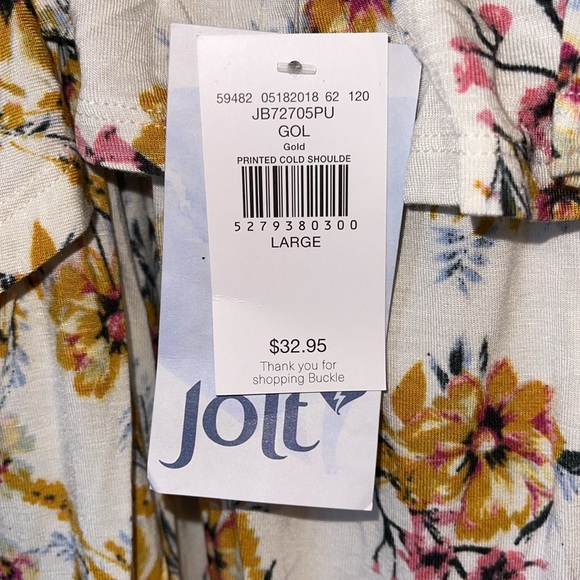 59482 05182018 62 120
JB72705PU
GOL
Gold
PRINTED COLD SHOULDE
5279380300
LARGE
$32.95
Thank you for
shopping Buckle
Jolt